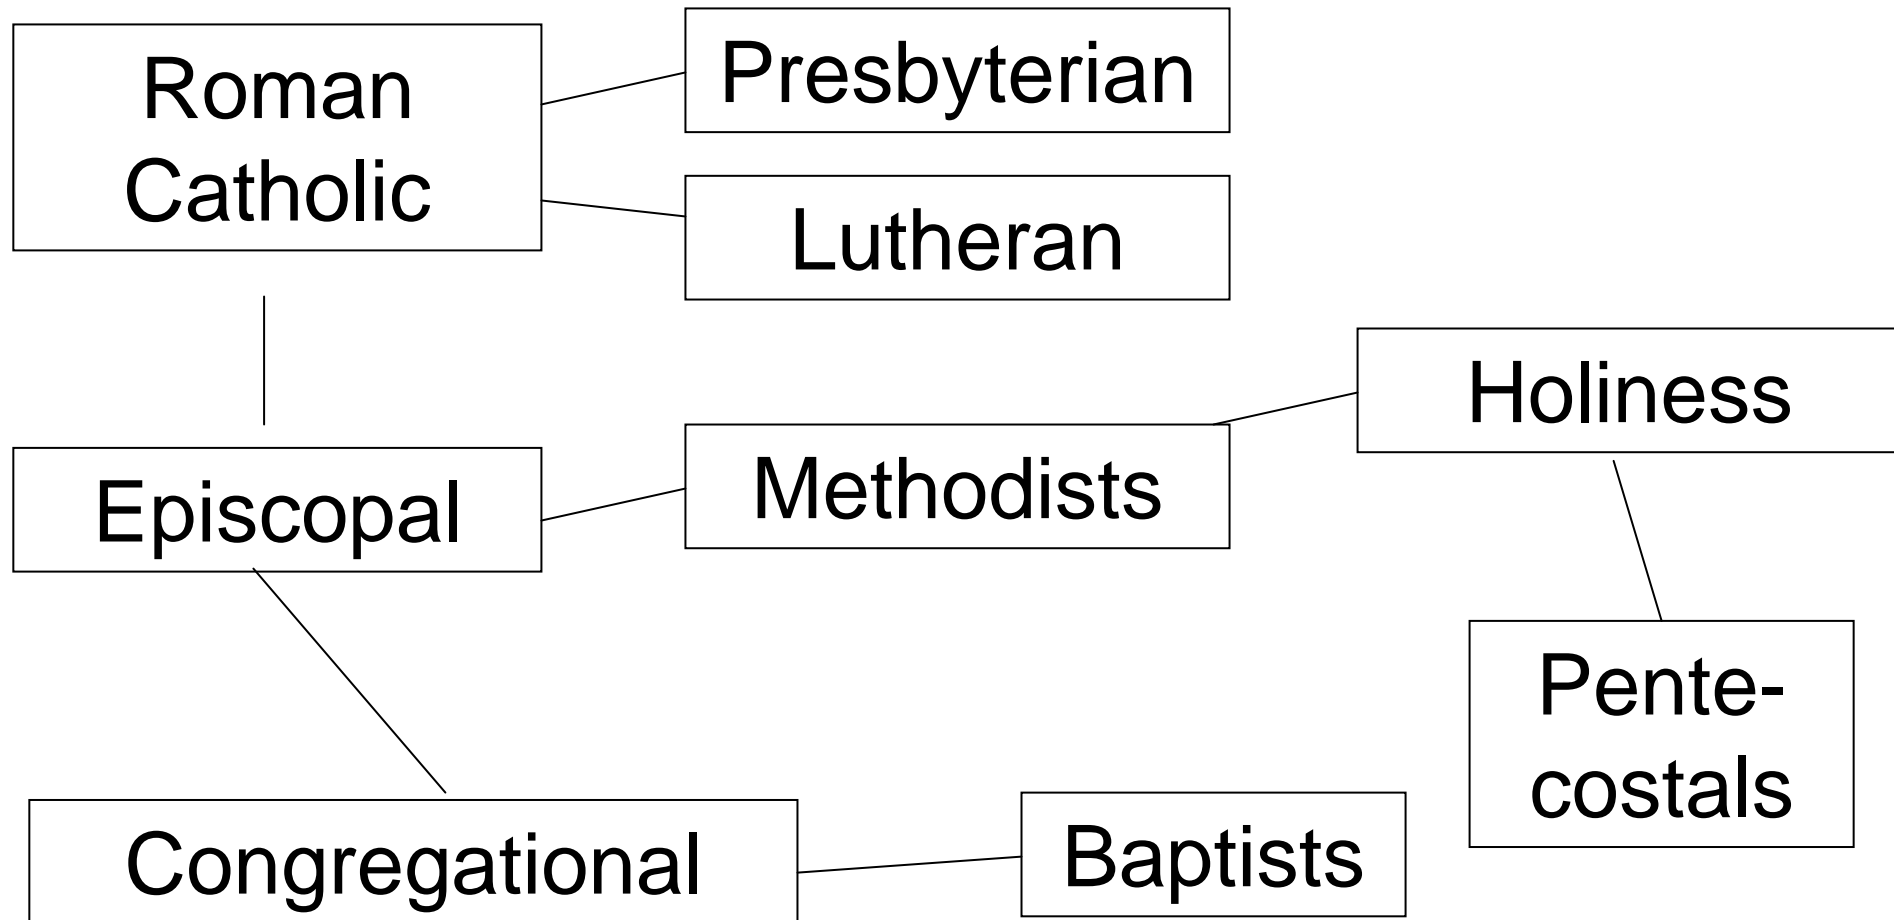 Roman
Catholic
Presbyterian
Lutheran
Holiness
Episcopal
Methodists
Pente-
costals
Congregational
Baptists